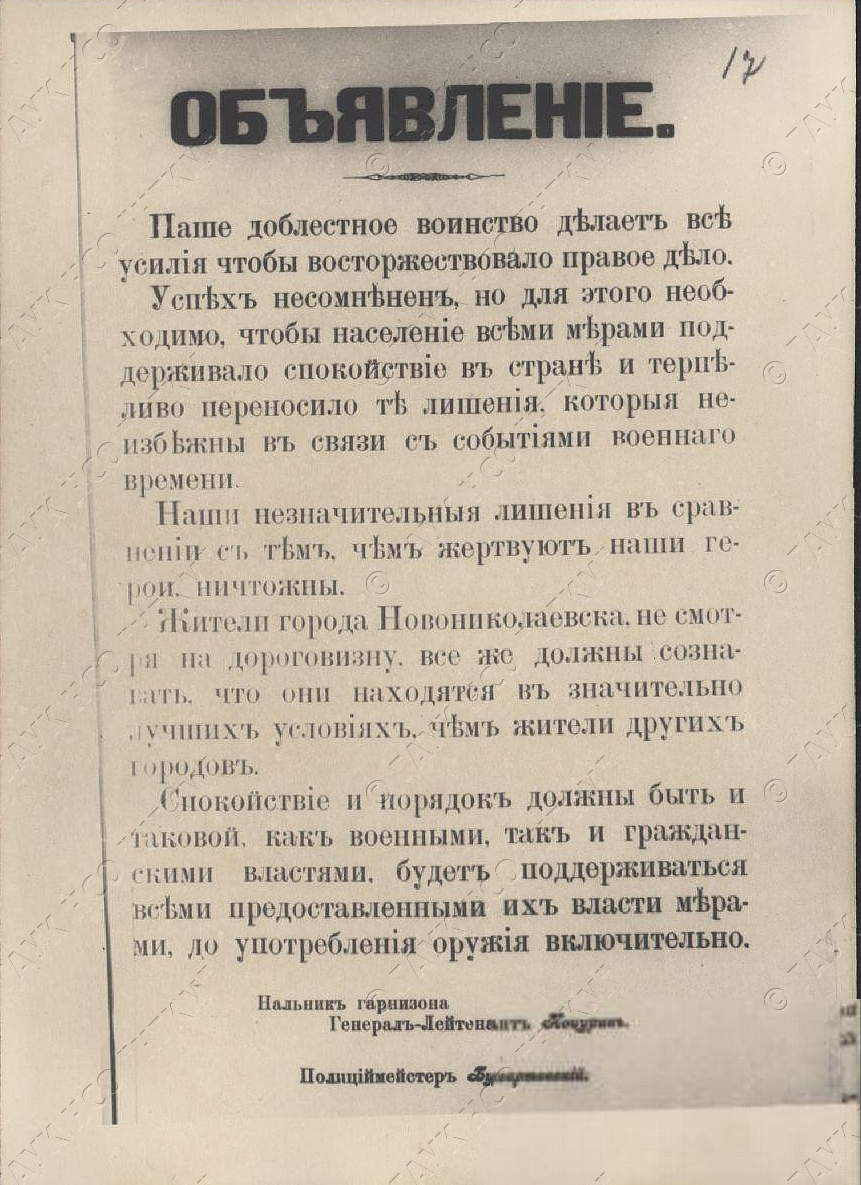 17
ОБЪЯВЛЕНІЕ.
Наше доблестное воинство дѣлаетъ всѣ
усилія чтобы восторжествовало правое дѣло.
Успѣхъ несомнѣненъ, но для этого необ-
ходимо, чтобы населеніе всѣми мѣрами под-
держивало спокойствіе въ странѣ и терпѣ-
ливо переносило тѣ лишенія, которыя не-
избѣжны въ связи съ событіями военнаго
времени.
Наши незначительныя лишенія въ срав-
неніи съ тѣмъ, чѣмъ жертвуютъ наши ге-
рои, ничтожны.
Жители города Новониколаевска, не смот-
ря на дороговизну, все же должны созна-
вать, что они находятся въ значительно
лучшихъ условіяхъ, чѣмъ жители другихъ
городовъ.
Спокойствіе и порядокъ должны быть и
таковой, какъ военными, такъ и граждан-
скими властями, будетъ поддерживаться
всѣми предоставленными ихъ власти мѣра-
ми, до употребленія оружія включительно.
Нальникъ гарнизона
Генералъ-Лейтенантъ
Полиціймейстеръ